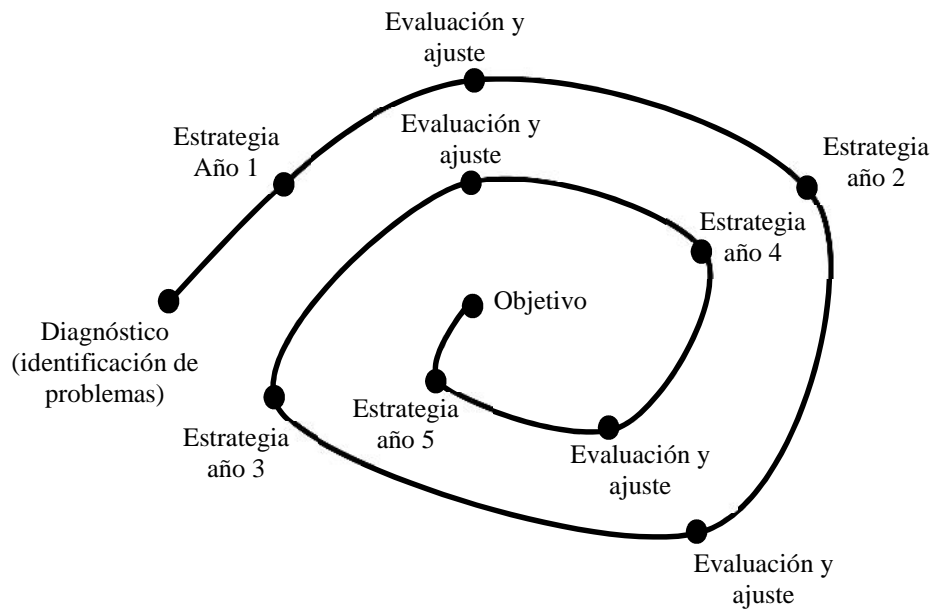 Evaluación y
ajuste
Estrategia
Año 1
Evaluación y
ajuste
Estrategia
año 2
Estrategia
año 4
Objetivo
Diagnóstico
(identificación de
problemas)
Estrategia
año 3
Estrategia
año 5
Evaluación y
ajuste
Evaluación y
ajuste